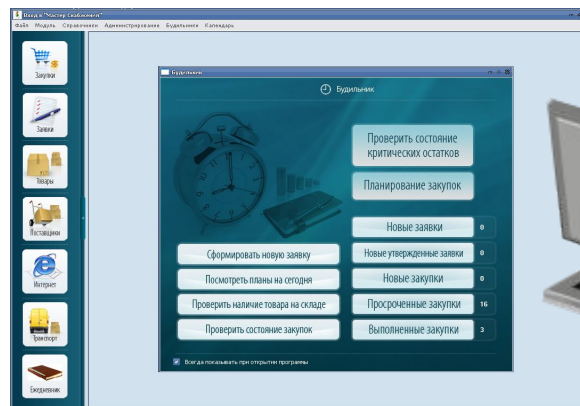 Вход в "Мастер Снабжения"
Файл Модуль Справочники Администрирование Будильники Календарь
Закупки
Заявки
Товары
Поставщики
Интернет
Транспорт
Ежедневник
Будильник
Будильник
Проверить состояние
критических остатков
Планирование закупок
Новые заявки 0
Сформировать новую заявку
Новые утвержденные заявки 0
Посмотреть планы на сегодня
Новые закупки 0
Проверить наличие товара на складе
Просроченные закупки 16
Проверить состояние закупок
Выполненные закупки 3
Всегда показывать при открытии программы